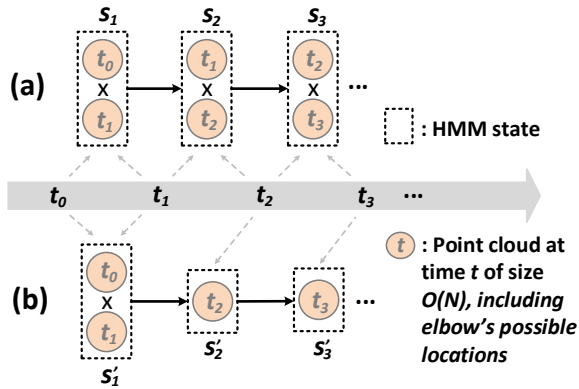 s1 s2 s3
(a)
t0 t1 t2
x x x ...
t1 t2 t3
: HMM state
t0 t1 t2 t3 ...
(b)
t0
x
t1
t2 t3 ...
s'1 s'2 s'3
t : Point cloud at
time t of size
O(N), including
elbow's possible
locations